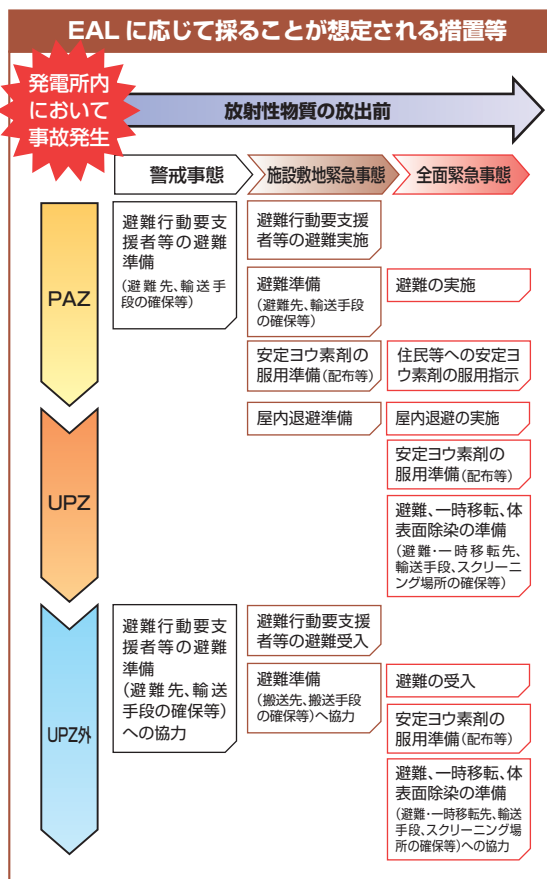 EAL に応じて採ることが想定される措置等
発電所内
において
事故発生
放射性物質の放出前
警戒事態
施設敷地緊急事態
全面緊急事態
PAZ
避難行動要支
援者等の避難
準備
(避難先、輸送手
段の確保等)
避難行動要支援
者等の避難実施
避難準備
(避難先、輸送手段
の確保等)
避難の実施
安定ヨウ素剤の
服用準備(配布等)
住民等への安定ヨ
ウ素剤の服用指示
UPZ
屋内退避準備
屋内退避の実施
安定ヨウ素剤の
服用準備(配布等)
避難、一時移転、体
表面除染の準備
(避難・一時移転先、
輸送手段、スクリーニ
ング場所の確保等)
UPZ外
避難行動要支
援者等の避難
準備
(避難先、輸送
手段の確保等)
への協力
避難行動要支援
者等の避難受入
避難準備
(搬送先、搬送手段
の確保等)へ協力
避難の受入
安定ヨウ素剤の
服用準備(配布等)
避難、一時移転、体
表面除染の準備
(避難・一時移転先、輸送
手段、スクリーニング場
所の確保等)への協力